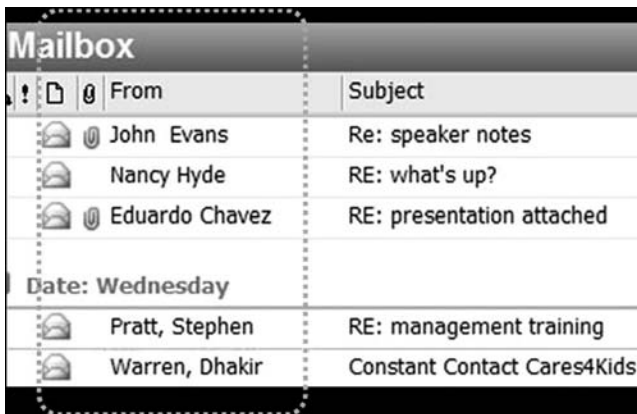 Mailbox
! From Subject
John Evans Re: speaker notes
Nancy Hyde RE: what's up?
Eduardo Chavez RE: presentation attached
Date: Wednesday
Pratt, Stephen RE: management training
Warren, Dhakir Constant Contact Cares4Kids